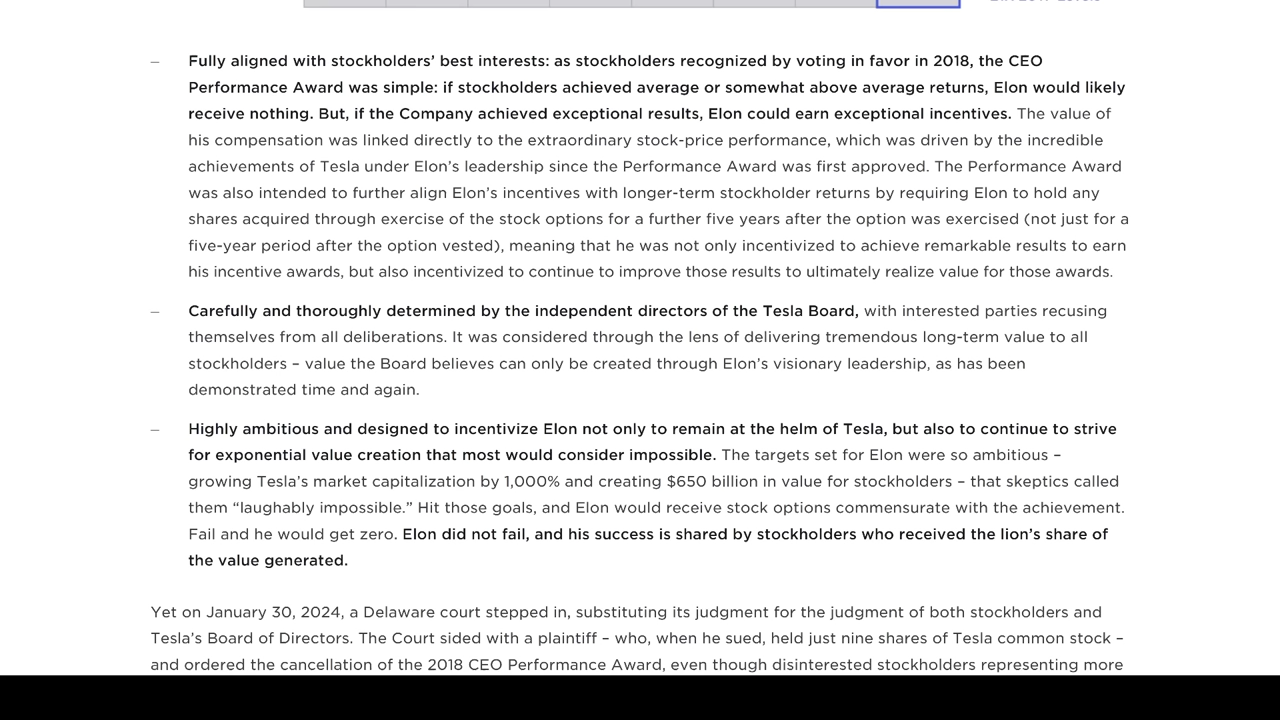 – Fully aligned with stockholders’ best interests: as stockholders recognized by voting in favor in 2018, the CEO
Performance Award was simple: if stockholders achieved average or somewhat above average returns, Elon would likely
receive nothing. But, if the Company achieved exceptional results, Elon could earn exceptional incentives. The value of
his compensation was linked directly to the extraordinary stock-price performance, which was driven by the incredible
achievements of Tesla under Elon’s leadership since the Performance Award was first approved. The Performance Award
was also intended to further align Elon’s incentives with longer-term stockholder returns by requiring Elon to hold any
shares acquired through exercise of the stock options for a further five years after the option was exercised (not just for a
five-year period after the option vested), meaning that he was not only incentivized to achieve remarkable results to earn
his incentive awards, but also incentivized to continue to improve those results to ultimately realize value for those awards.
– Carefully and thoroughly determined by the independent directors of the Tesla Board, with interested parties recusing
themselves from all deliberations. It was considered through the lens of delivering tremendous long-term value to all
stockholders – value the Board believes can only be created through Elon’s visionary leadership, as has been
demonstrated time and again.
– Highly ambitious and designed to incentivize Elon not only to remain at the helm of Tesla, but also to continue to strive
for exponential value creation that most would consider impossible. The targets set for Elon were so ambitious –
growing Tesla’s market capitalization by 1,000% and creating $650 billion in value for stockholders – that skeptics called
them “laughably impossible.” Hit those goals, and Elon would receive stock options commensurate with the achievement.
Fail and he would get zero. Elon did not fail, and his success is shared by stockholders who received the lion’s share of
the value generated.
Yet on January 30, 2024, a Delaware court stepped in, substituting its judgment for the judgment of both stockholders and
Tesla’s Board of Directors. The Court sided with a plaintiff – who, when he sued, held just nine shares of Tesla common stock –
and ordered the cancellation of the 2018 CEO Performance Award, even though disinterested stockholders representing more